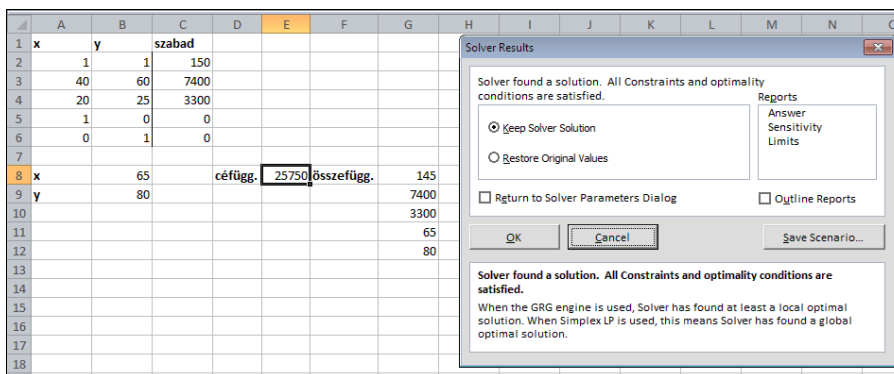 A B C D E F G H I J K L M N
1 x y szabad
2 1 1 150
3 40 60 7400
4 20 25 3300
5 1 0 0
6 0 1 0
7
8 x 65 céfügg. 25750 összefügg. 145
9 y 80 7400
10 3300
11 65
12 80
13
14
15
16
17
18
Solver Results
Solver found a solution. All Constraints and optimality
conditions are satisfied.
Reports
Answer
Sensitivity
Limits
Keep Solver Solution
Restore Original Values
Return to Solver Parameters Dialog
Outline Reports
OK
Cancel
Save Scenario...
Solver found a solution. All Constraints and optimality conditions are
satisfied.
When the GRG engine is used, Solver has found at least a local optimal
solution. When Simplex LP is used, this means Solver has found a global
optimal solution.